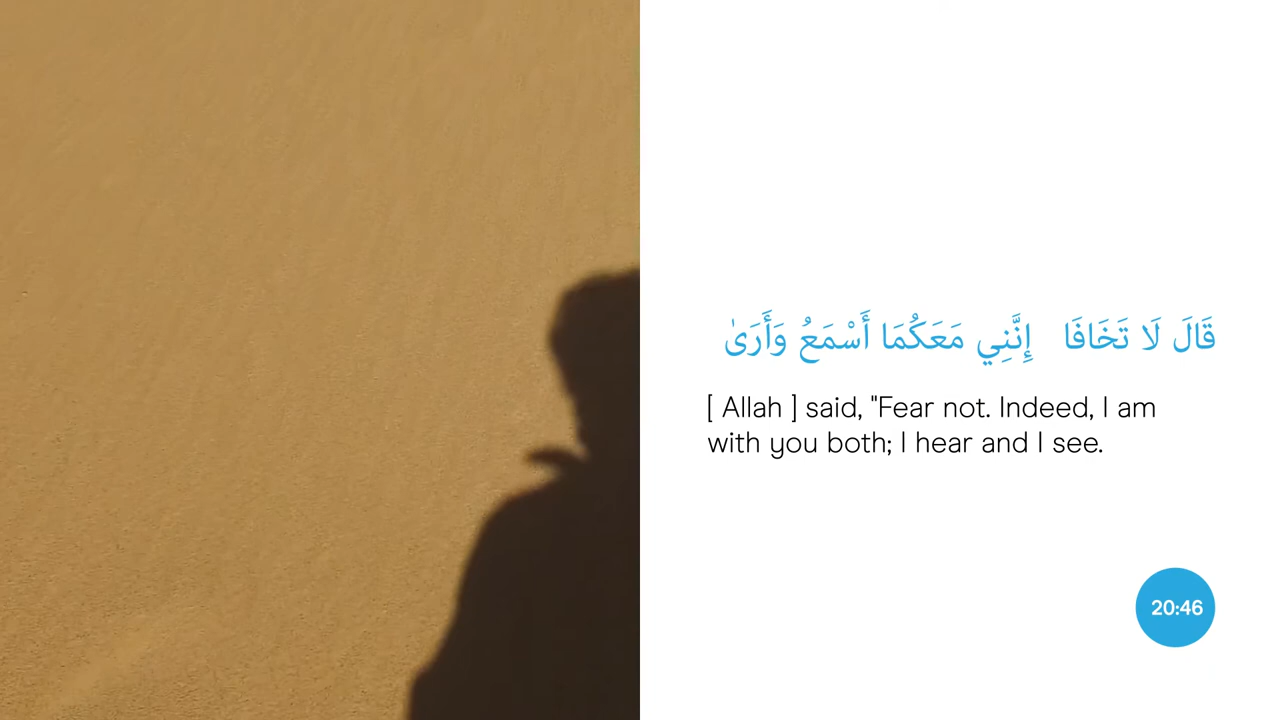 قَالَ لَا تَخَافَا إِنَّنِي مَعَكُمَا أَسْمَعُ وَأَرَىٰ
[ Allah ] said, "Fear not. Indeed, I am
with you both; I hear and I see.
20:46